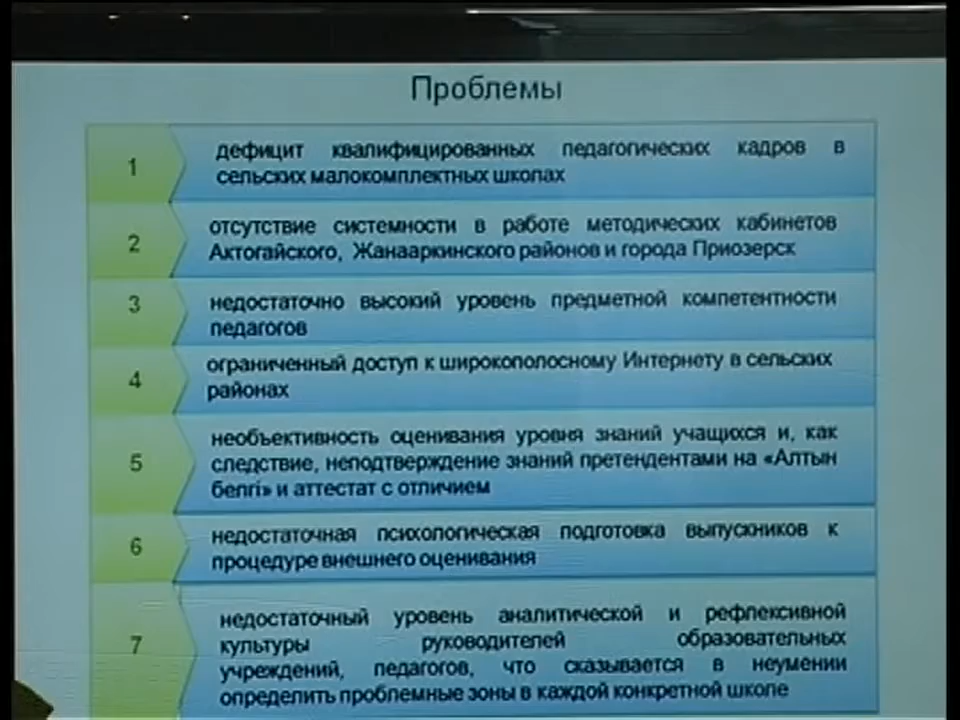 Проблемы
1
дефицит квалифицированных педагогических кадров в
сельских малокомплектных школах
2
отсутствие системности в работе методических кабинетов
Актогайского, Жанааркинского районов и города Приозерск
3
недостаточно высокий уровень предметной компетентности
педагогов
4
ограниченный доступ к широкополосному Интернету в сельских
районах
5
необъективность оценивания уровня знаний учащихся и, как
следствие, неподтверждение знаний претендентами на «Алтын
белгі» и аттестат с отличием
6
недостаточная психологическая подготовка выпускников к
процедуре внешнего оценивания
7
недостаточный уровень аналитической и рефлексивной
культуры руководителей образовательных
учреждений, педагогов, что сказывается в неумении
определить проблемные зоны в каждой конкретной школе